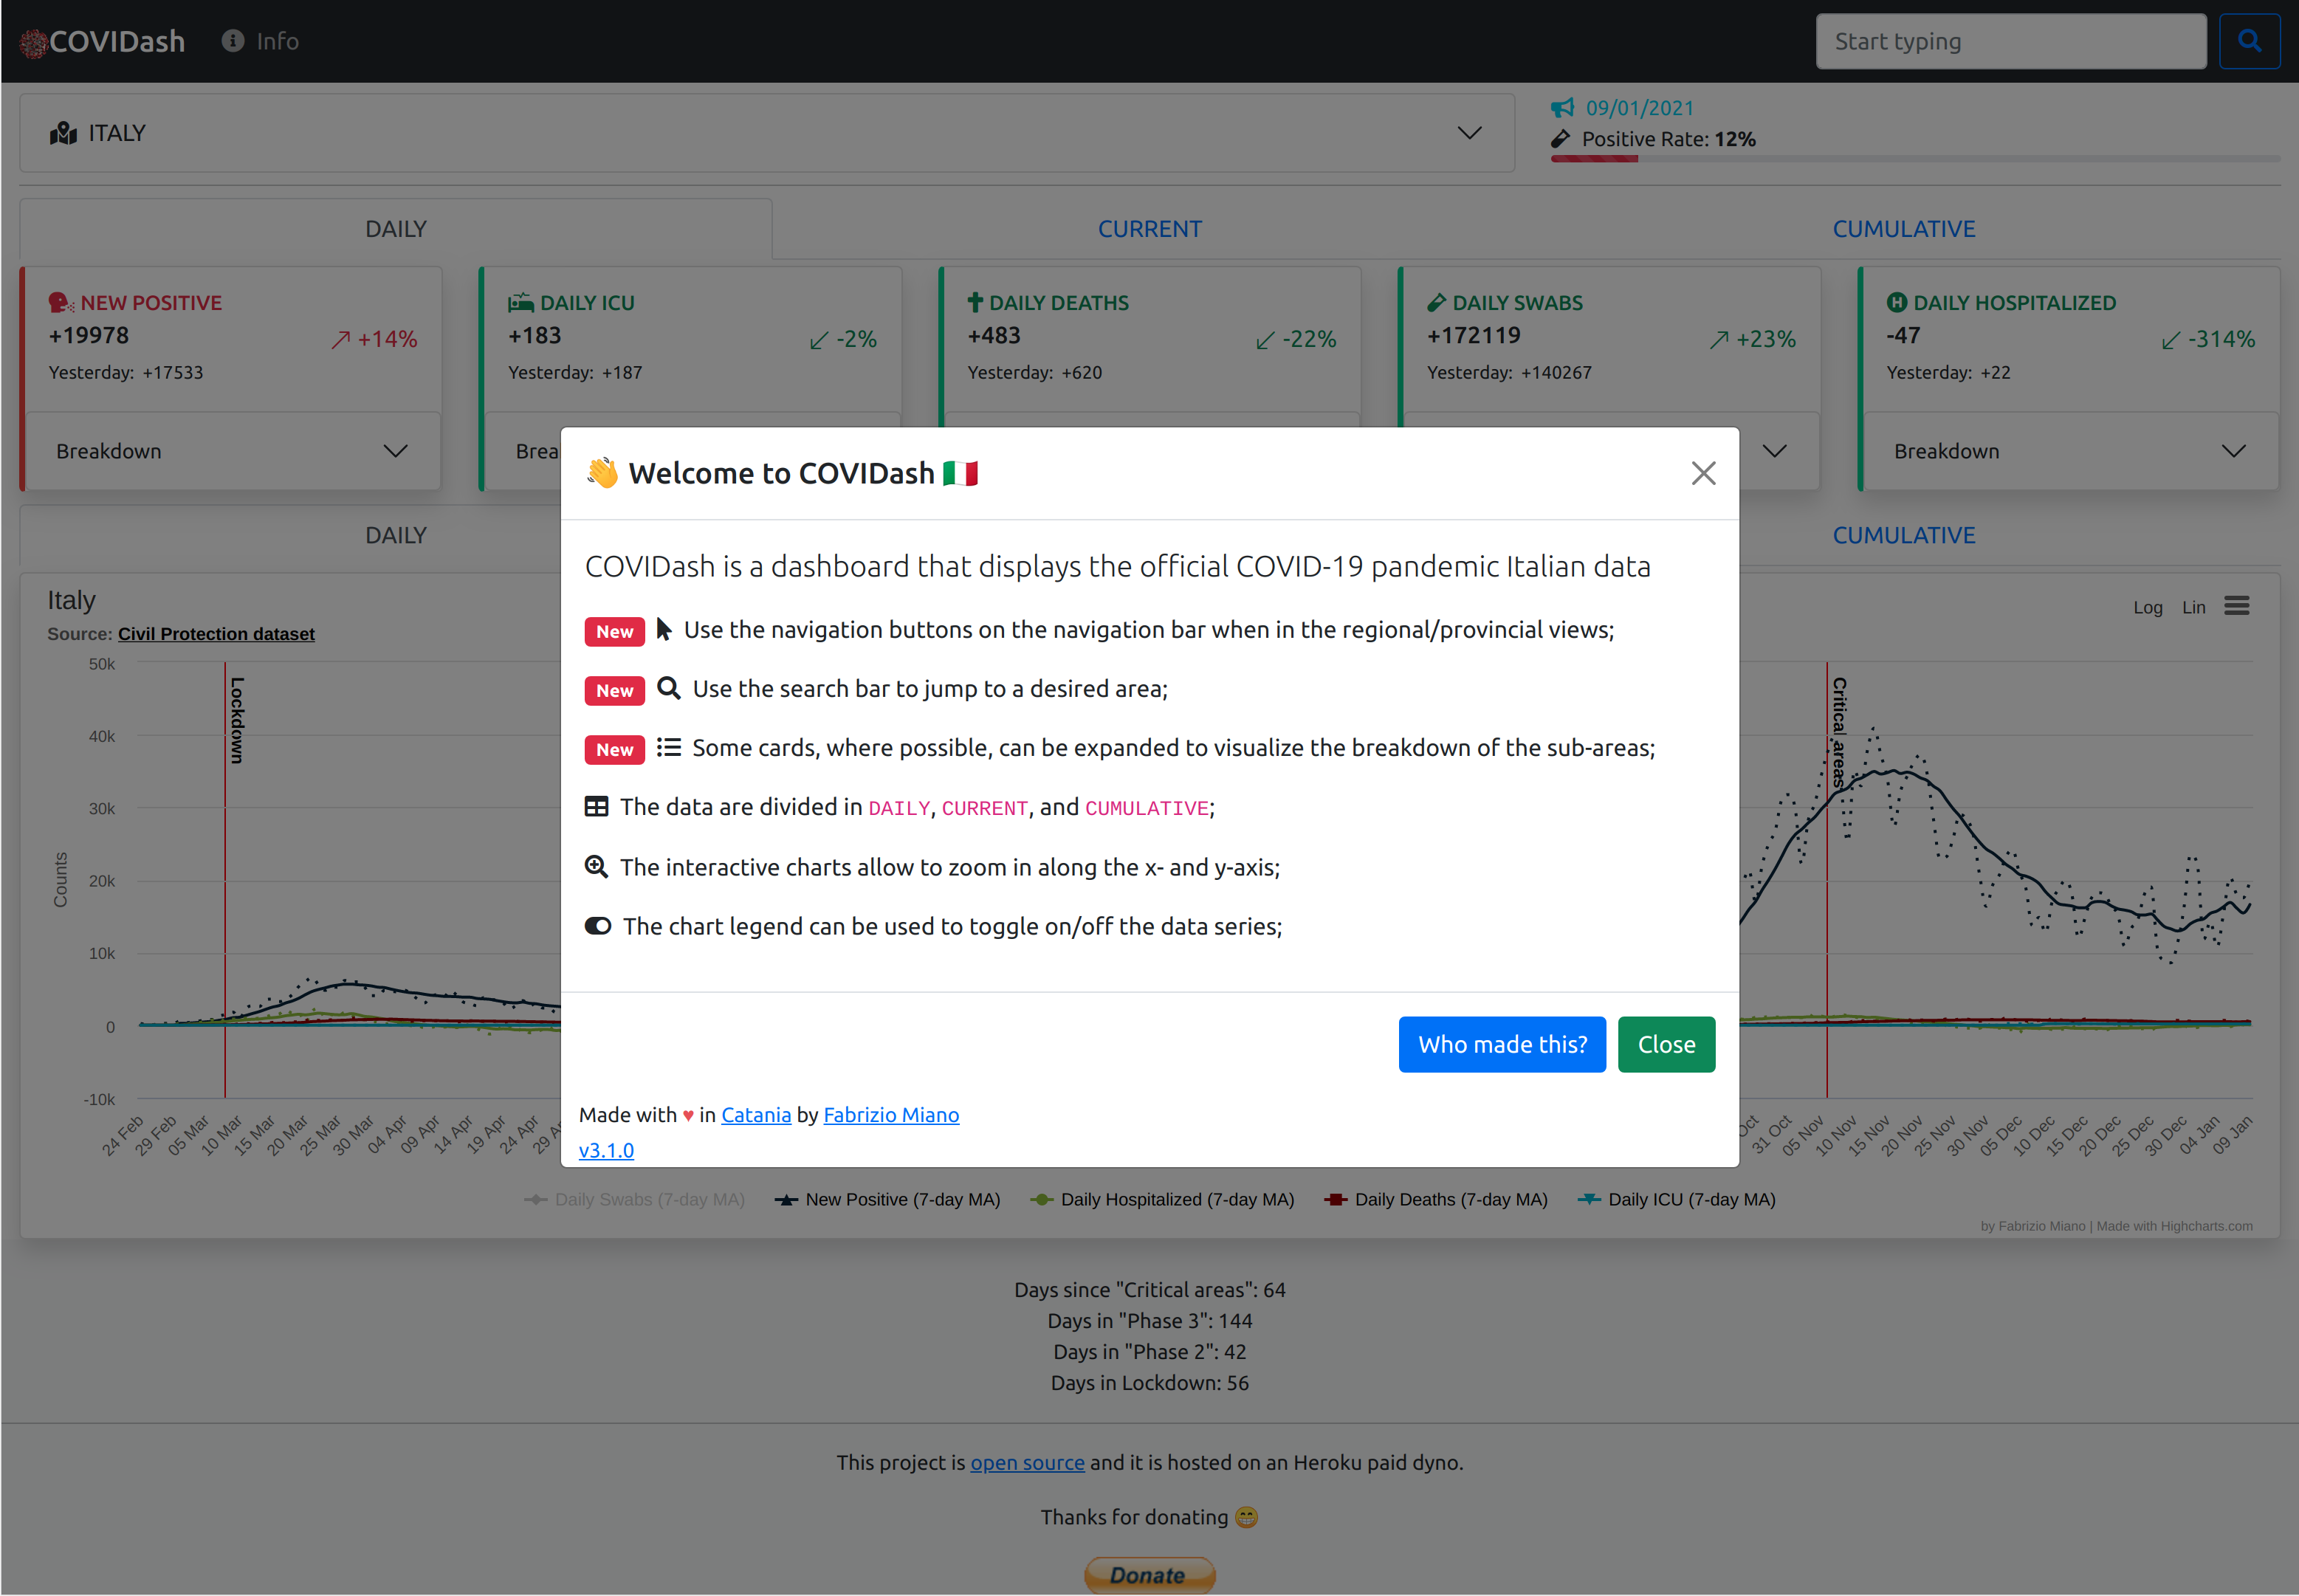 COVIDash Info Start typing
ITALY
09/01/2021
Positive Rate: 12%
DAILY CURRENT CUMULATIVE
NEW POSITIVE
+19978 +14%
Yesterday: +17533
Breakdown
DAILY ICU
+183 -2%
Yesterday: +187
Brea
DAILY DEATHS
+483 -22%
Yesterday: +620
DAILY SWABS
+172119 +23%
Yesterday: +140267
DAILY HOSPITALIZED
-47 -314%
Yesterday: +22
Breakdown
👋 Welcome to COVIDash 🇮🇹
COVIDash is a dashboard that displays the official COVID-19 pandemic Italian data
New Use the navigation buttons on the navigation bar when in the regional/provincial views;
New Use the search bar to jump to a desired area;
New Some cards, where possible, can be expanded to visualize the breakdown of the sub-areas;
The data are divided in DAILY, CURRENT, and CUMULATIVE;
The interactive charts allow to zoom in along the x- and y-axis;
The chart legend can be used to toggle on/off the data series;
Who made this? Close
Made with ♥ in Catania by Fabrizio Miano
v3.1.0
DAILY CUMULATIVE
Italy
Source: Civil Protection dataset
Log Lin
Counts
50k
40k
30k
20k
10k
0
-10k
Lockdown
Critical areas
24 Feb 29 Feb 05 Mar 10 Mar 15 Mar 20 Mar 25 Mar 30 Mar 04 Apr 09 Apr 14 Apr 19 Apr 24 Apr 29 A Oct 31 Oct 05 Nov 10 Nov 15 Nov 20 Nov 25 Nov 30 Nov 05 Dec 10 Dec 15 Dec 20 Dec 25 Dec 30 Dec 04 Jan 09 Jan
Daily Swabs (7-day MA) New Positive (7-day MA) Daily Hospitalized (7-day MA) Daily Deaths (7-day MA) Daily ICU (7-day MA)
by Fabrizio Miano | Made with Highcharts.com
Days since "Critical areas": 64
Days in "Phase 3": 144
Days in "Phase 2": 42
Days in Lockdown: 56
This project is open source and it is hosted on an Heroku paid dyno.
Thanks for donating 😁
Donate